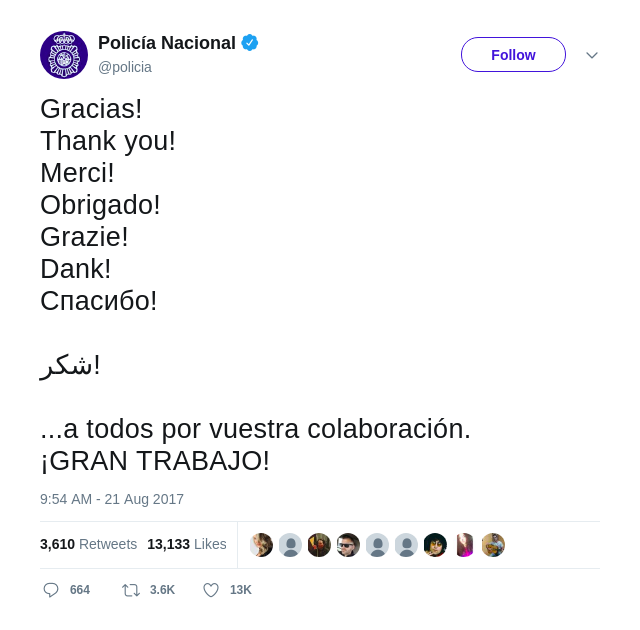 Policía Nacional
@policia
Follow
Gracias!
Thank you!
Merci!
Obrigado!
Grazie!
Dank!
Спасибо!
شكر!
...a todos por vuestra colaboración.
¡GRAN TRABAJO!
9:54 AM - 21 Aug 2017
3,610 Retweets 13,133 Likes
664 3.6K 13K